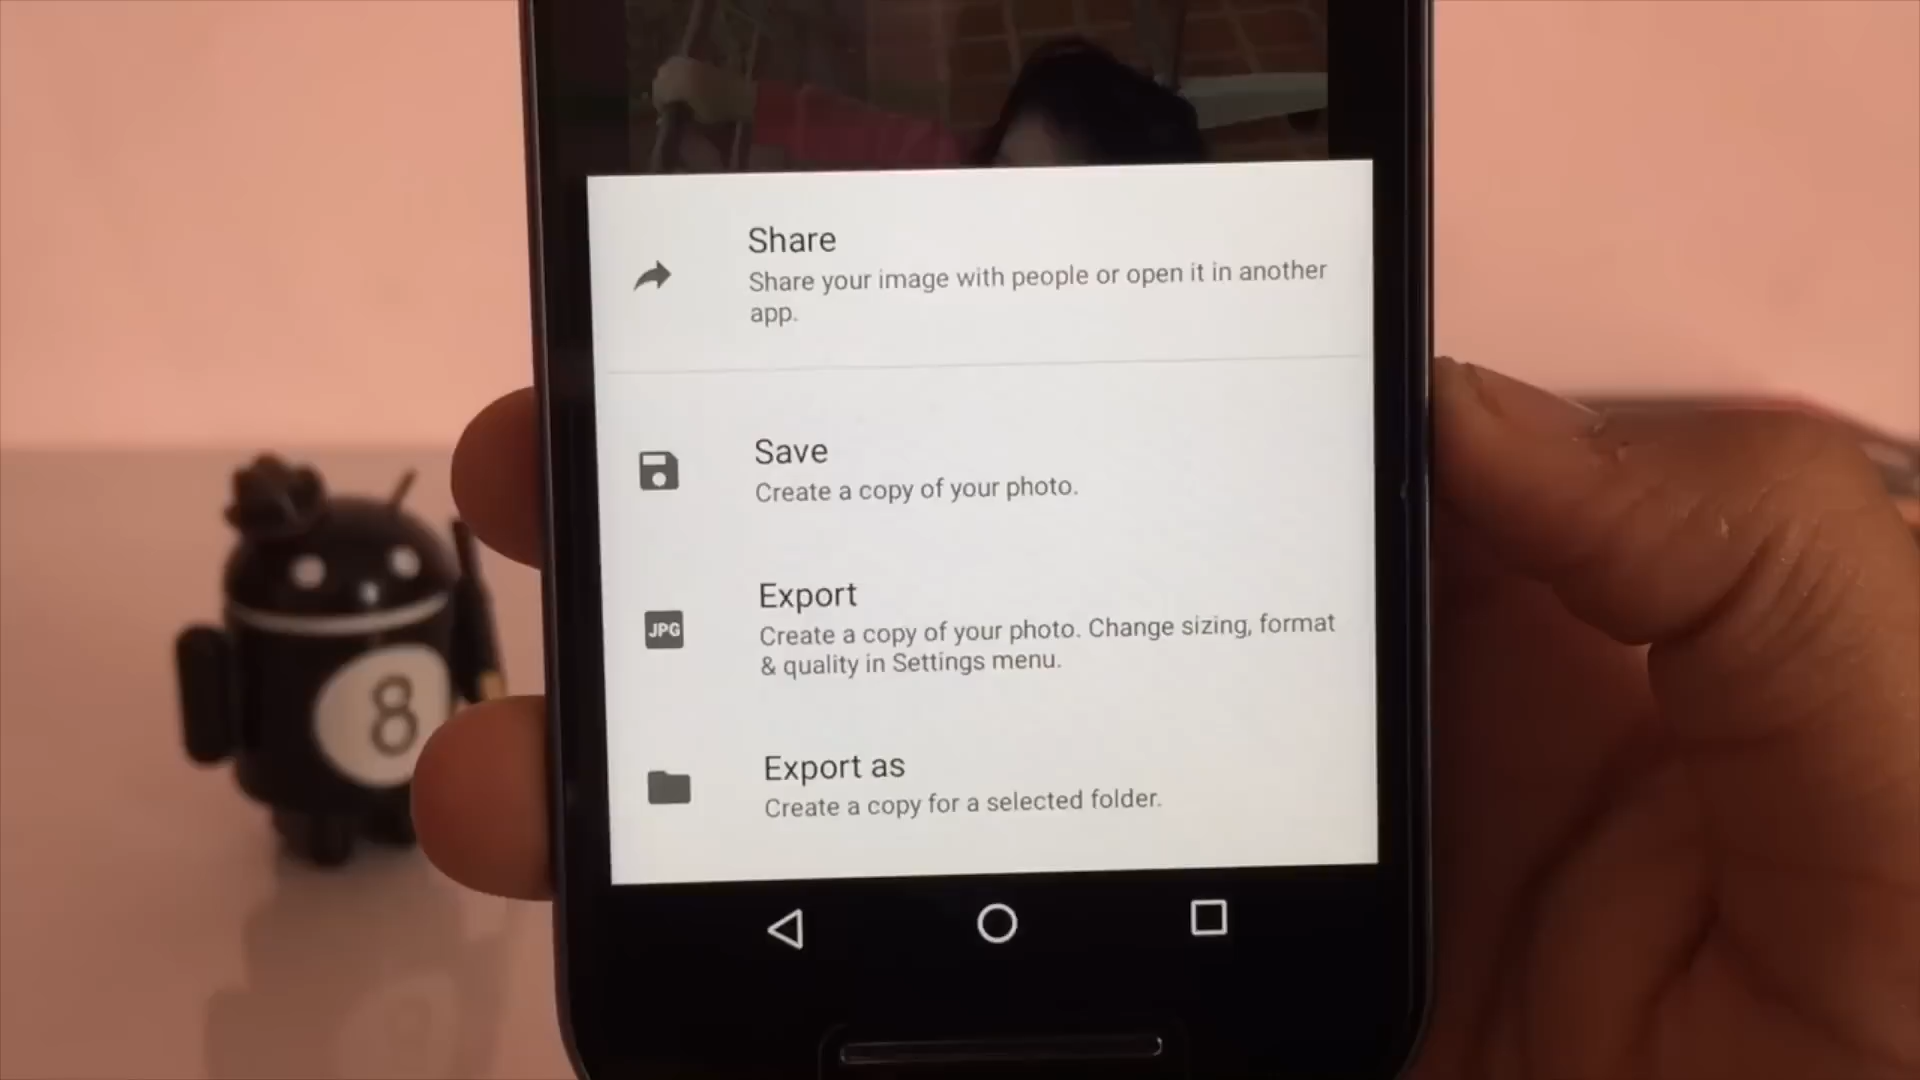 Share
Share your image with people or open it in another
app.
Save
Create a copy of your photo.
JPG
Export
Create a copy of your photo. Change sizing, format
& quality in Settings menu.
Export as
Create a copy for a selected folder.
8